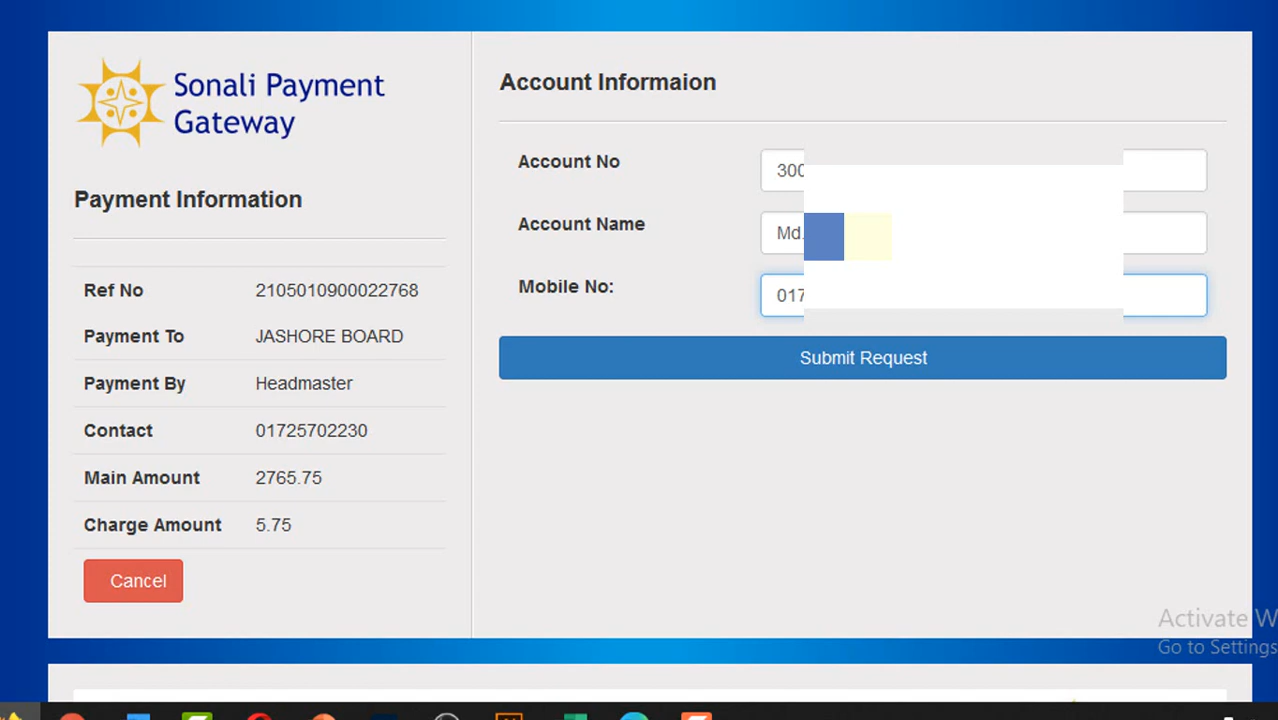 Sonali Payment
Gateway
Payment Information
Ref No 2105010900022768
Payment To JASHORE BOARD
Payment By Headmaster
Contact 01725702230
Main Amount 2765.75
Charge Amount 5.75
Cancel
Account Informaion
Account No 300
Account Name Md.
Mobile No: 017
Submit Request
Activate W
Go to Settings